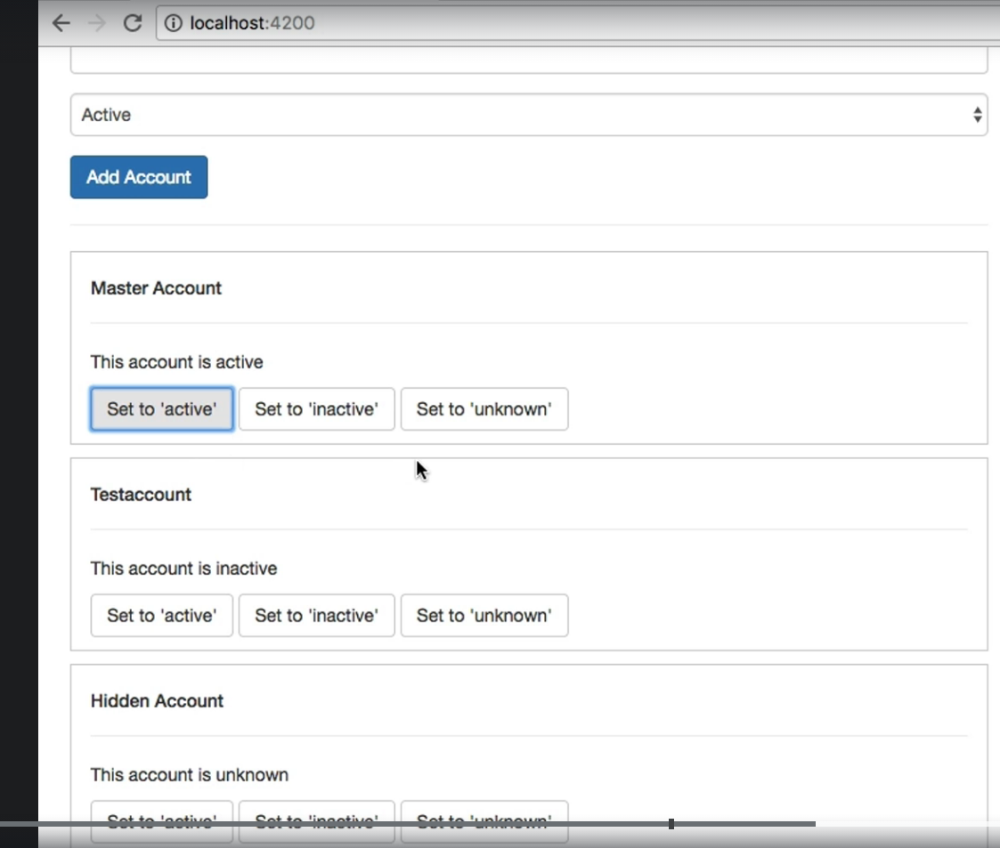 localhost:4200
Active
Add Account
Master Account
This account is active
Set to 'active' Set to 'inactive' Set to 'unknown'
Testaccount
This account is inactive
Set to 'active' Set to 'inactive' Set to 'unknown'
Hidden Account
This account is unknown
Set to 'active' Set to 'inactive' Set to 'unknown'